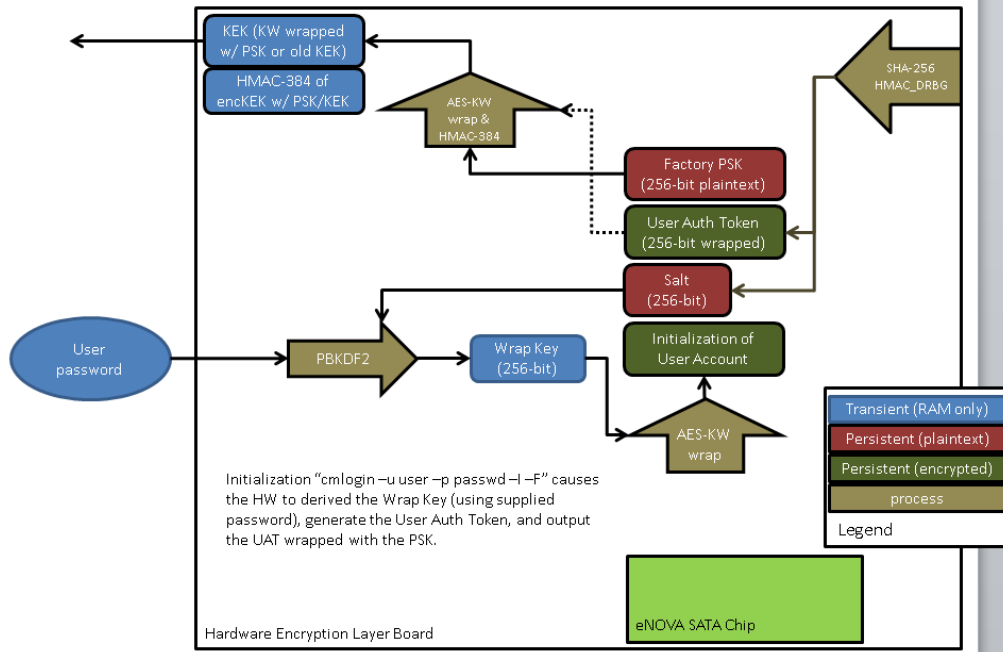 KEK (KW wrapped
w/ PSK or old KEK)
HMAC-384 of
encKEK w/ PSK/KEK
AES-KW
wrap &
HMAC-384
SHA-256
HMAC_DRBG
Factory PSK
(256-bit plaintext)
User Auth Token
(256-bit wrapped)
Salt
(256-bit)
User
password
PBKDF2
Wrap Key
(256-bit)
Initialization of
User Account
AES-KW
wrap
Transient (RAM only)
Persistent (plaintext)
Persistent (encrypted)
process
Legend
Initialization “cmlogin –u user –p passwd –I –F” causes
the HW to derived the Wrap Key (using supplied
password), generate the User Auth Token, and output
the UAT wrapped with the PSK.
eNOVA SATA Chip
Hardware Encryption Layer Board